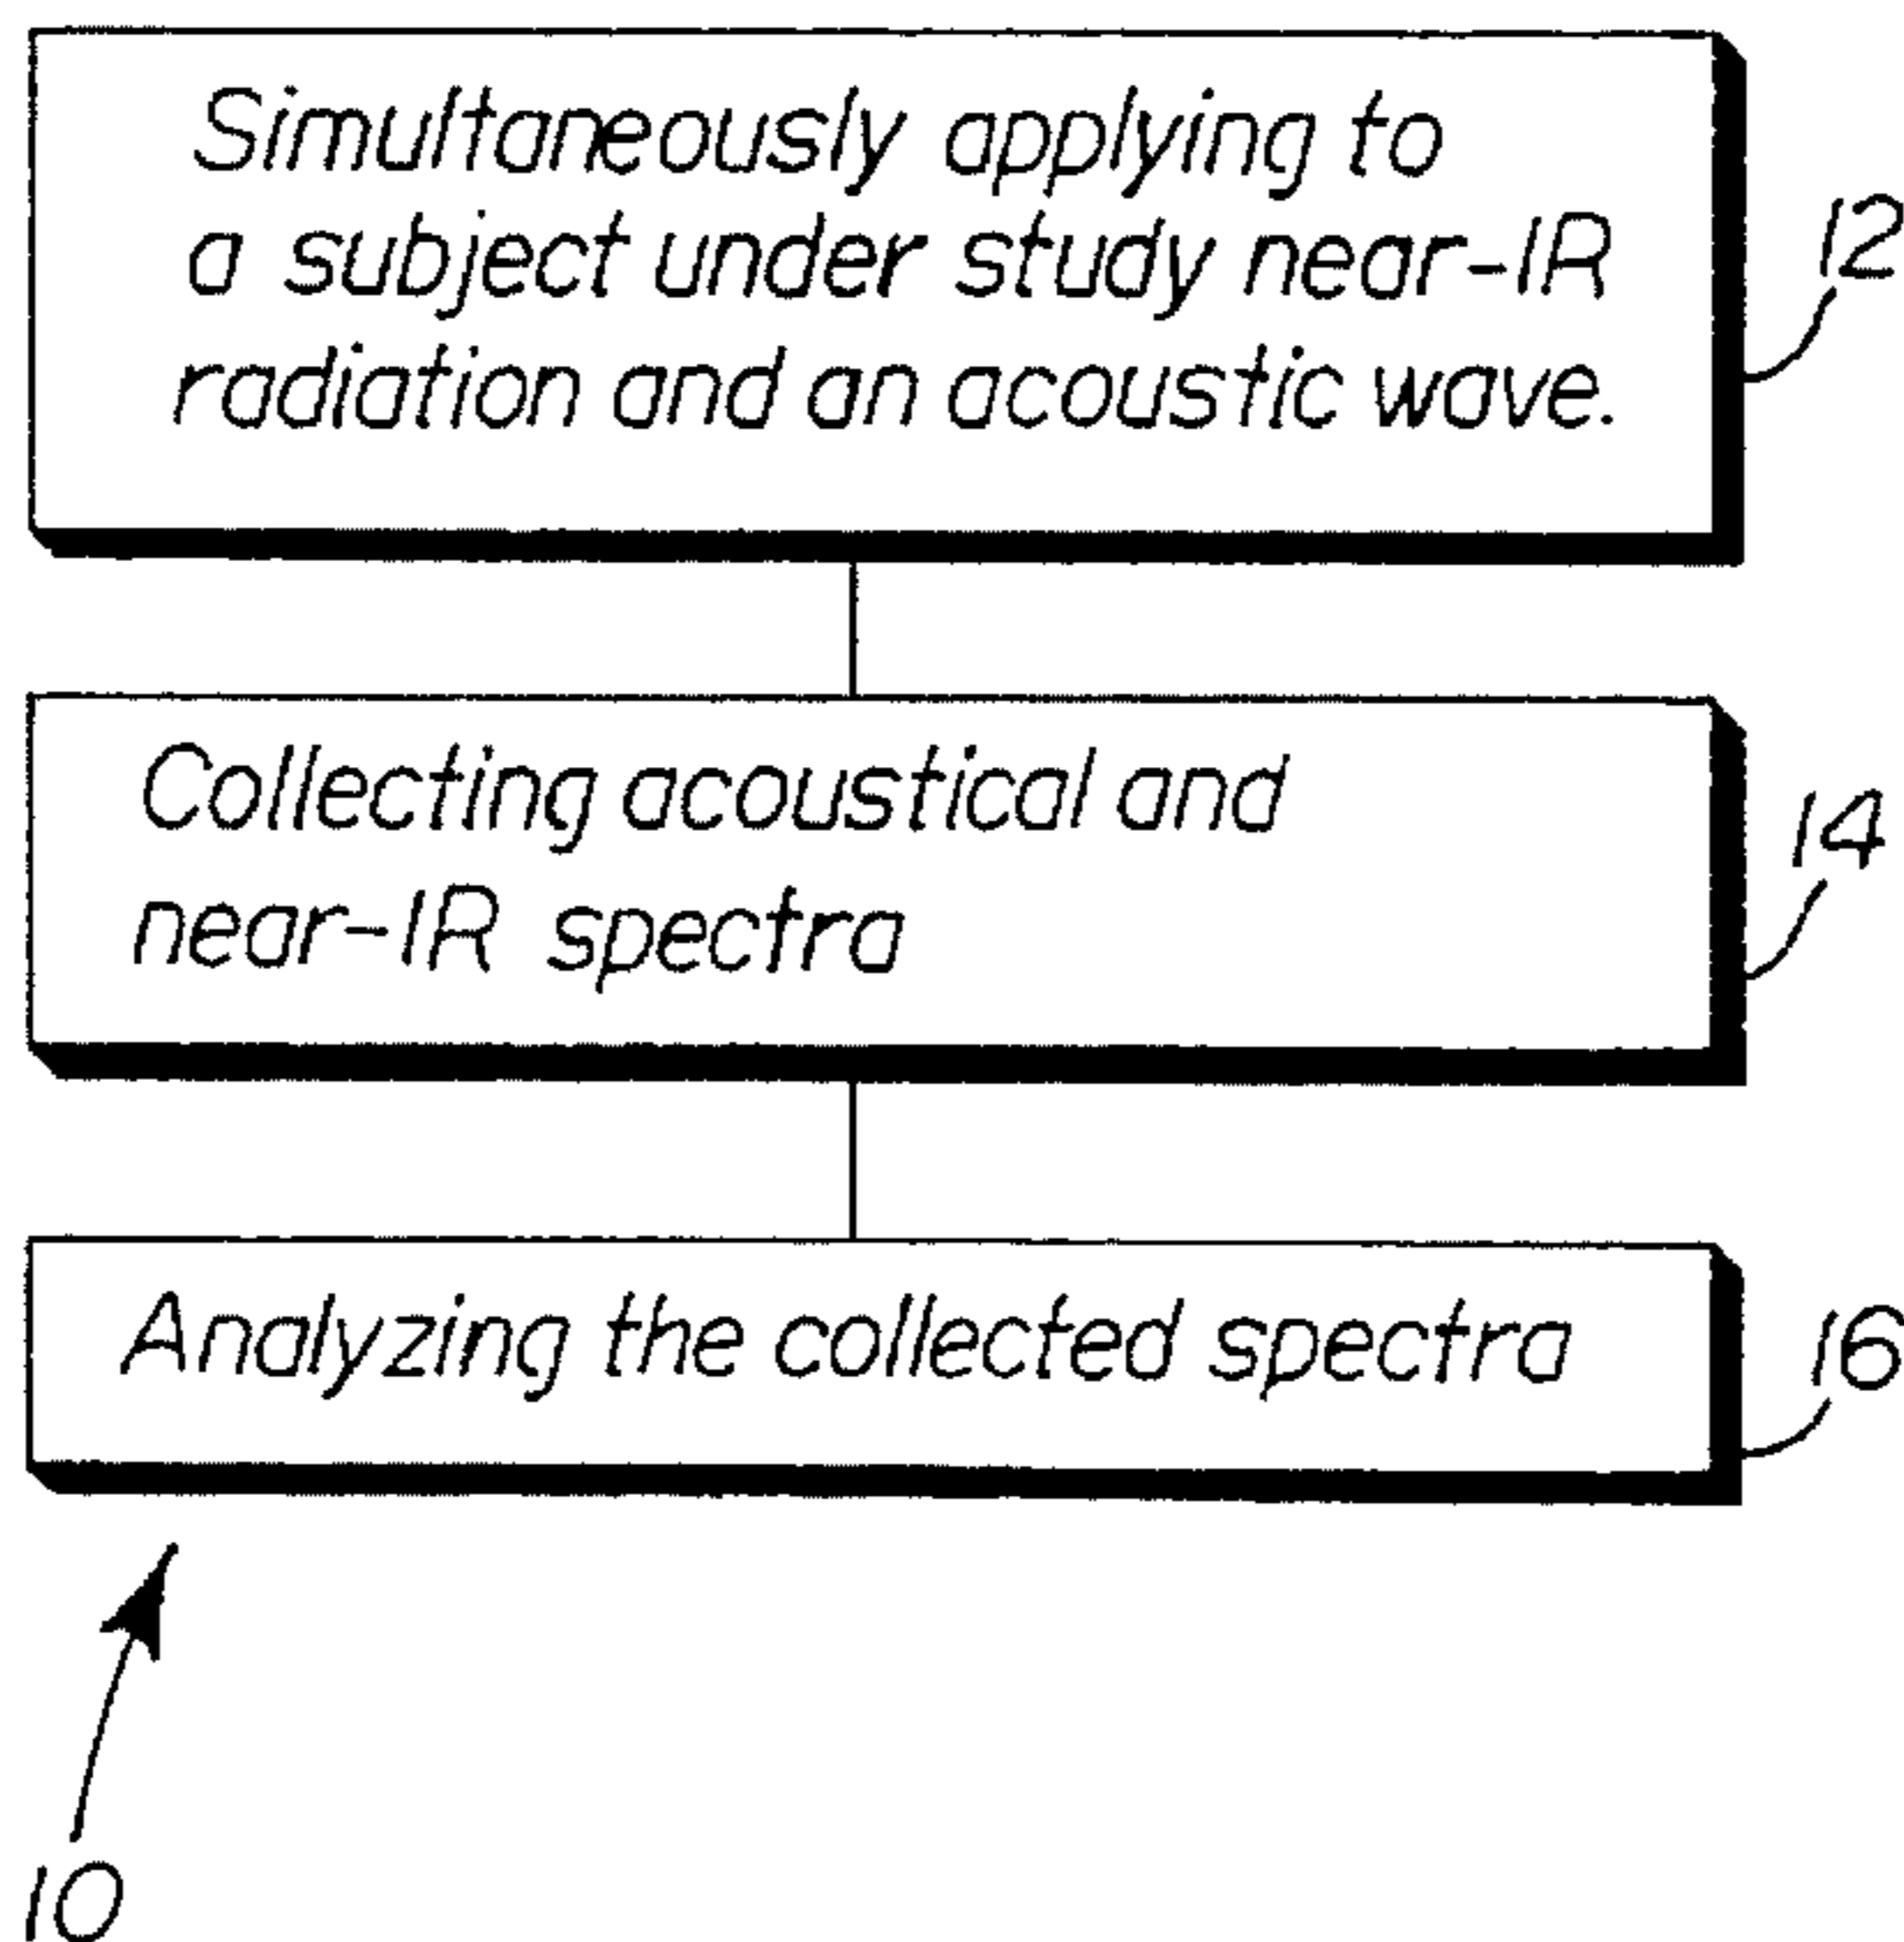 Simultaneously applying to
a subject under study near-IR
radiation and an acoustic wave.
12
Collecting acoustical and
near-IR spectra
14
Analyzing the collected spectra
16
10